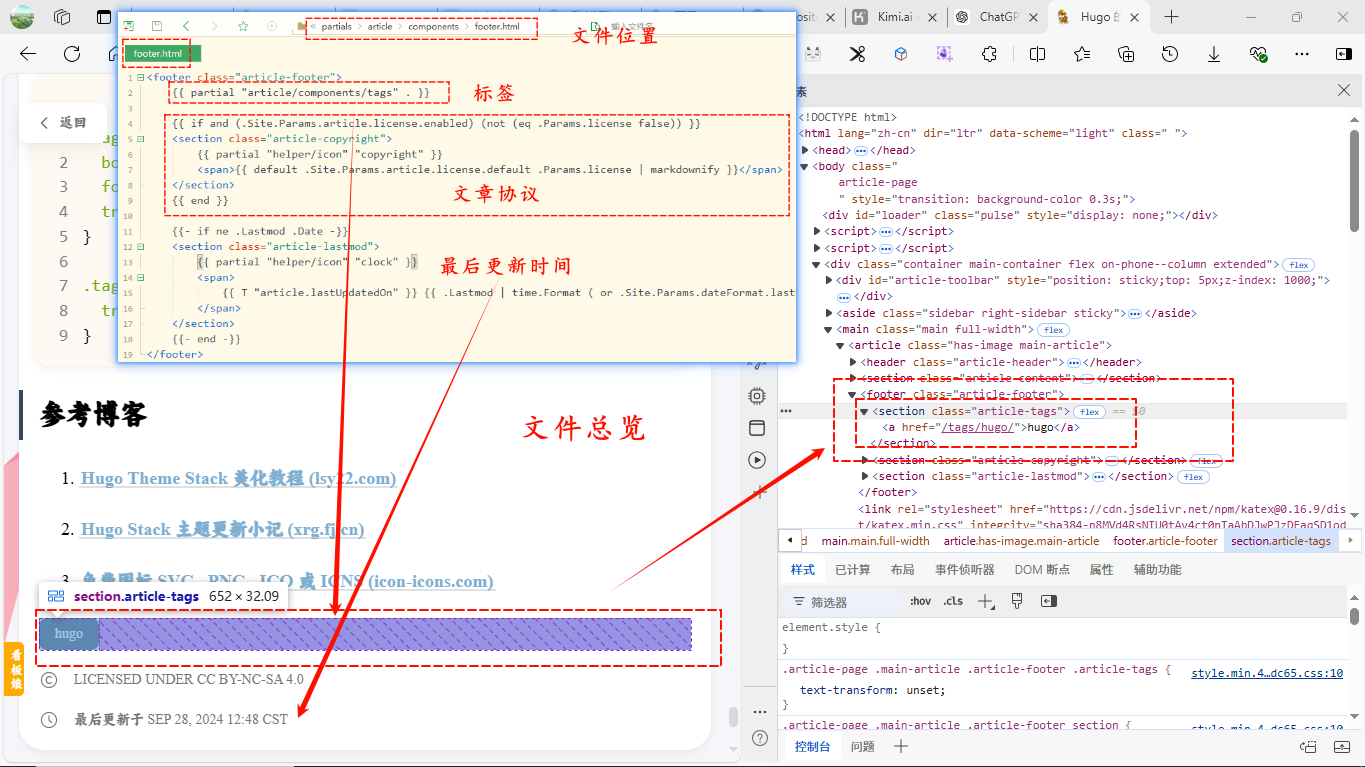 Kimi.ai -
ChatGP
Hugo 的
partials
article
components
footer.html
输入文件名
文件位置
footer.html
1 <footer class="article-footer">
2 {{ partial "article/components/tags" . }}
标签
3
4 {{ if and (.Site.Params.article.license.enabled) (not (eq .Params.license false)) }}
5 <section class="article-copyright">
6 {{ partial "helper/icon" "copyright" }}
7 <span>{{ default .Site.Params.article.license.default .Params.license | markdownify }}</span>
8 </section>
9 {{ end }}
文章协议
10
11 {{- if ne .Lastmod .Date -}}
12 <section class="article-lastmod">
13 {{ partial "helper/icon" "clock" }}
最后更新时间
14 <span>
15 {{ T "article.lastUpdatedOn" }} {{ .Lastmod | time.Format ( or .Site.Params.dateFormat.last
16 </span>
17 </section>
18 {{- end -}}
19 </footer>
返回
2 bo
3 fo
4 tr
5 }
6
7 .tag
8 tr
9 }
参考博客
文件总览
1. Hugo Theme Stack 美化教程 (lsy22.com)
2. Hugo Stack 主题更新小记 (xrg.fj.cn)
3. 免费图标 SVG、PNG、ICO 或 ICNS (icon-icons.com)
section.article-tags 652 × 32.09
hugo
LICENSED UNDER CC BY-NC-SA 4.0
最后更新于 SEP 28, 2024 12:48 CST
看板娘
素
<!DOCTYPE html>
<html lang="zh-cn" dir="ltr" data-scheme="light" class=" ">
<head>…</head>
<body class="
article-page
" style="transition: background-color 0.3s;">
<div id="loader" class="pulse" style="display: none;"></div>
<script>…</script>
<script>…</script>
<div class="container main-container flex on-phone--column extended"> flex
<div id="article-toolbar" style="position: sticky;top: 5px;z-index: 1000;">
…</div>
<aside class="sidebar right-sidebar sticky">…</aside>
<main class="main full-width"> flex
<article class="has-image main-article">
<header class="article-header">…</header>
<section class="article-content">…</section>
<footer class="article-footer">
<section class="article-tags"> flex == $0
<a href="/tags/hugo/">hugo</a>
</section>
<section class="article-copyright">…</section> flex
<section class="article-lastmod">…</section> flex
</footer>
<link rel="stylesheet" href="https://cdn.jsdelivr.net/npm/katex@0.16.9/dis
d main.main.full-width article.has-image.main-article footer.article-footer section.article-tags
样式 已计算 布局 事件侦听器 DOM 断点 属性 辅助功能
筛选器 :hov .cls
element.style {
}
.article-page .main-article .article-footer .article-tags { style.min.4…dc65.css:10
text-transform: unset;
}
.article-page .main-article .article-footer section { style.min.4…dc65.css:10
控制台 问题